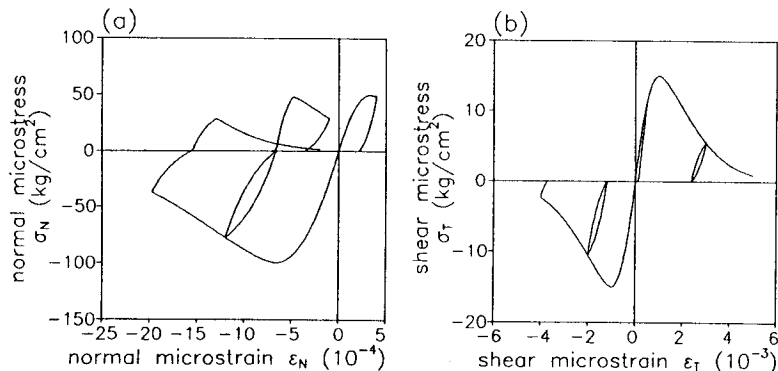 (a)
100
50
0
−50
−100
−150
−25 −20 −15 −10 −5 0 5
normal microstress
σN (kg/cm²)
normal microstrain εN (10⁻⁴)
(b)
20
10
0
−10
−20
−6 −4 −2 0 2 4 6
shear microstress
σT (kg/cm²)
shear microstrain εT (10⁻³)